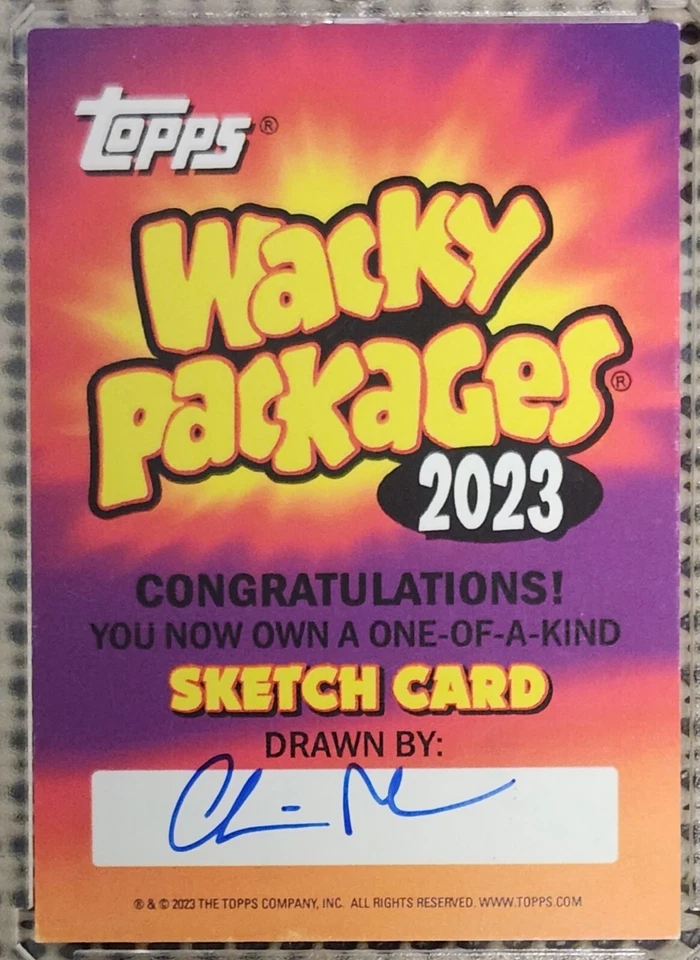 Topps®
Wacky
Packages®
2023
CONGRATULATIONS!
YOU NOW OWN A ONE-OF-A-KIND
SKETCH CARD
DRAWN BY:
® & © 2023 THE TOPPS COMPANY, INC. ALL RIGHTS RESERVED. WWW.TOPPS.COM